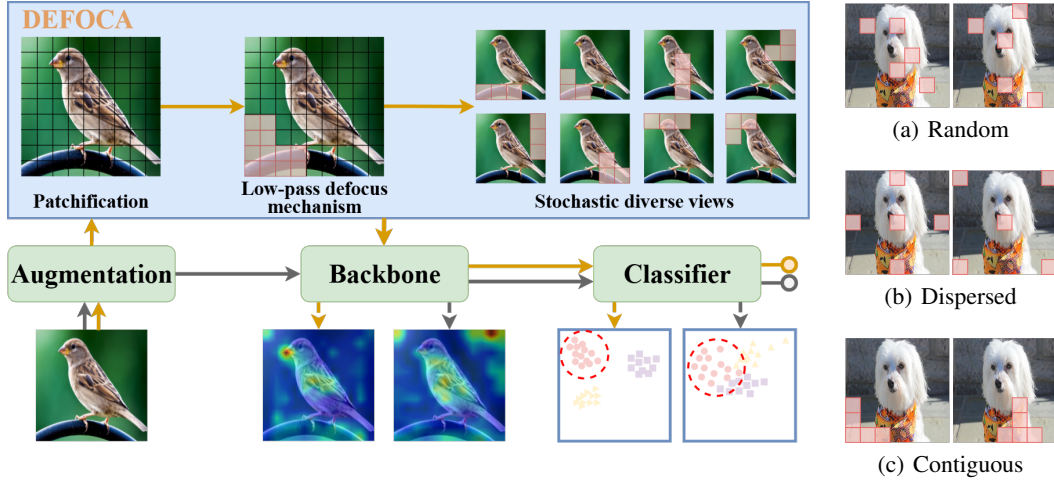 DEFOCA
Patchification
Low-pass defocus
mechanism
Stochastic diverse views
Augmentation
Backbone
Classifier
(a) Random
(b) Dispersed
(c) Contiguous